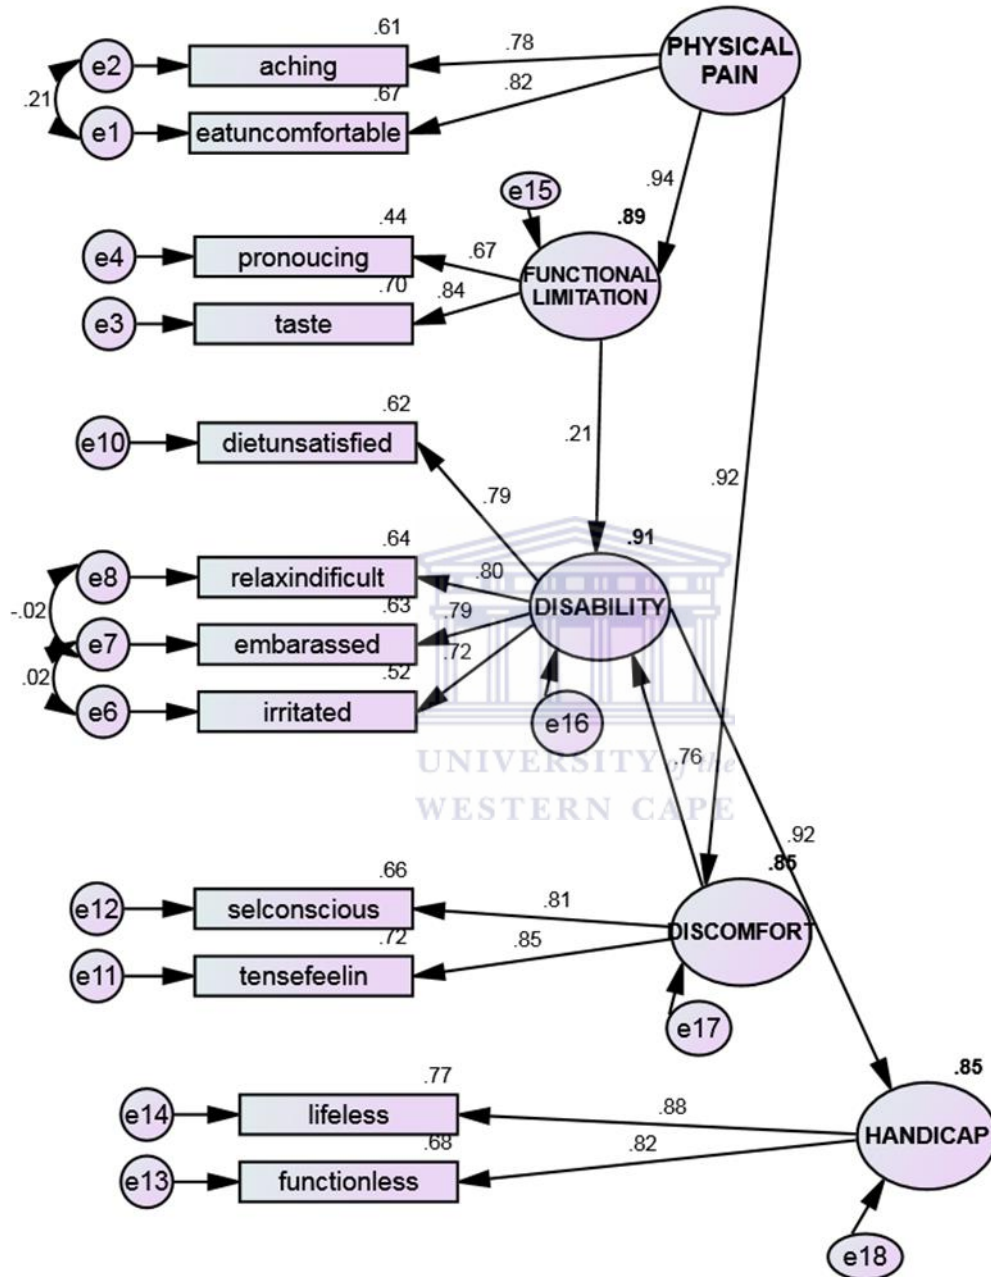 .61
PHYSICAL
PAIN
e2
aching
.78
.21
.67
.82
e1
eatuncomfortable
.94
e15
.44
.89
e4
pronoucing
.67
FUNCTIONAL
LIMITATION
.70
.84
e3
taste
.62
.21
e10
dietunsatisfied
.92
.79
.64
.91
e8
relaxindificult
.80
-.02
.63
.79
DISABILITY
e7
embarassed
.72
.02
.52
e6
irritated
e16
.76
UNIVERSITY of the
WESTERN CAPE
.92
.66
.85
e12
selconscious
.81
DISCOMFORT
.72
.85
e11
tensefeelin
e17
.77
.85
e14
lifeless
.88
HANDICAP
.68
.82
e13
functionless
e18